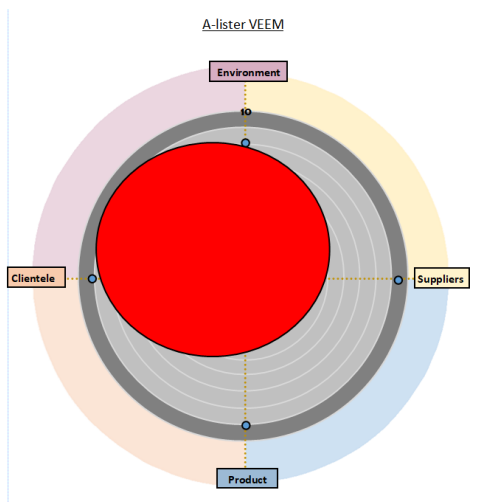 A-lister VEEM
Environment
10
Clientele
Suppliers
Product